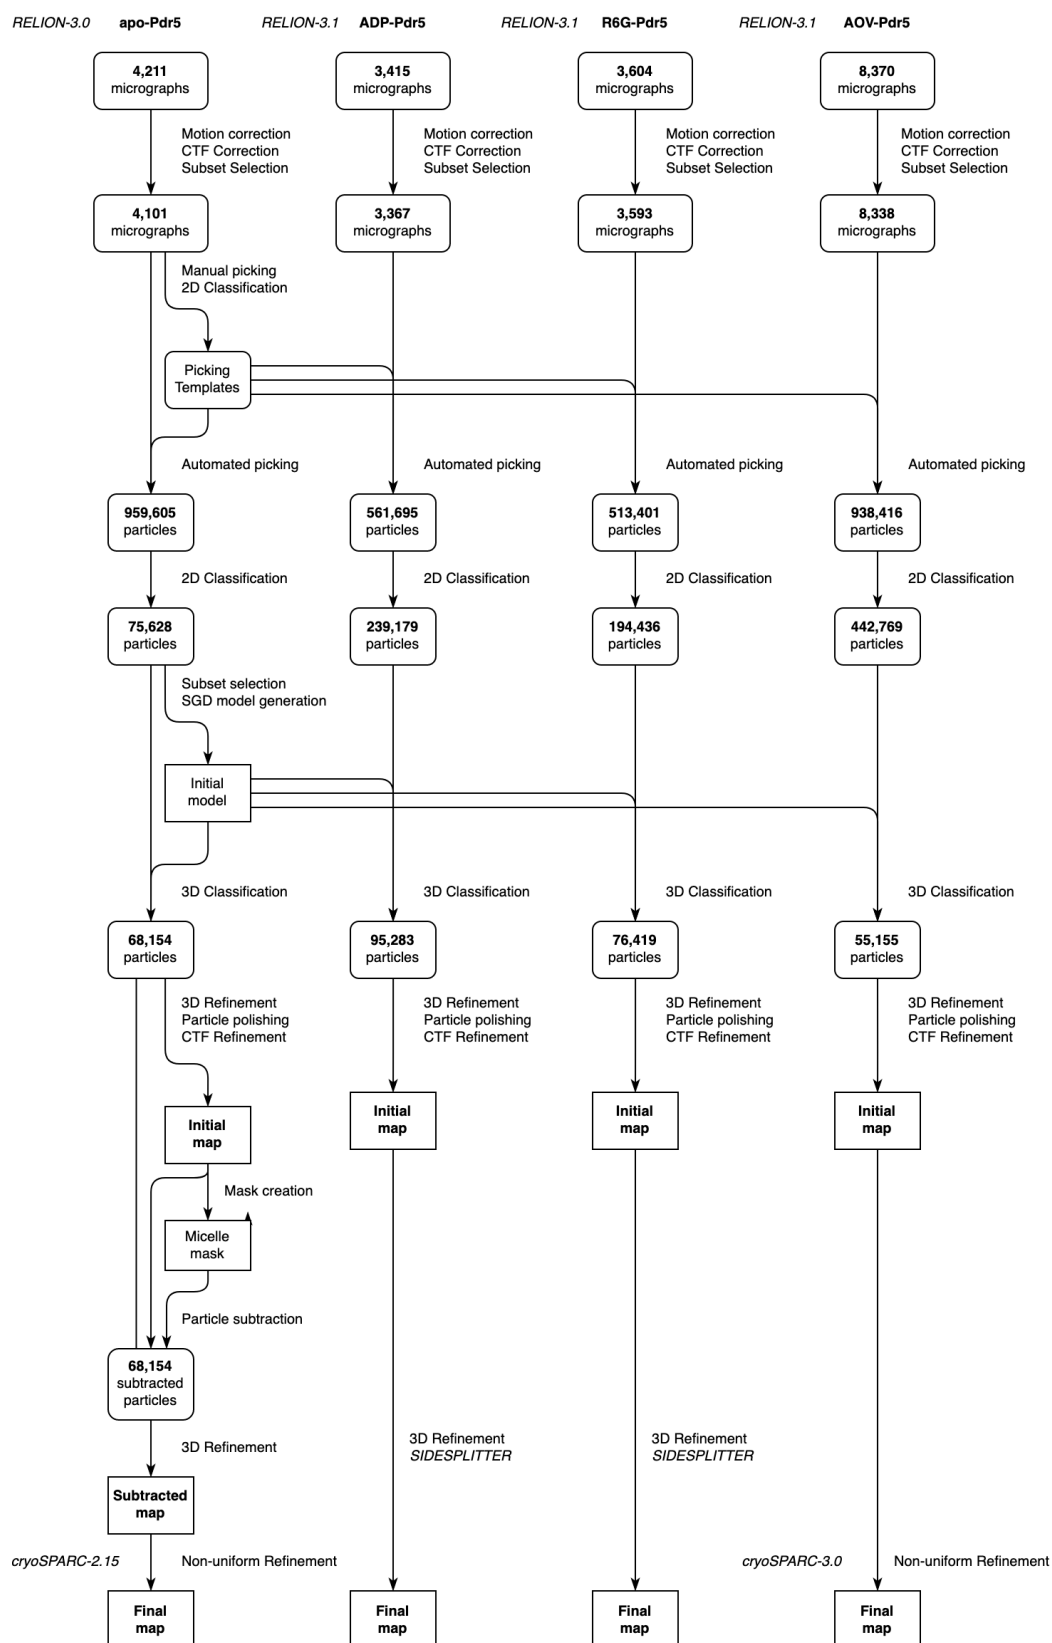 RELION-3.0 apo-Pdr5 RELION-3.1 ADP-Pdr5 RELION-3.1 R6G-Pdr5 RELION-3.1 AOV-Pdr5
4,211 3,415 3,604 8,370
micrographs micrographs micrographs micrographs
Motion correction Motion correction Motion correction Motion correction
CTF Correction CTF Correction CTF Correction CTF Correction
Subset Selection Subset Selection Subset Selection Subset Selection
4,101 3,367 3,593 8,338
micrographs micrographs micrographs micrographs
Manual picking
2D Classification
Picking
Templates
Automated picking Automated picking Automated picking Automated picking
959,605 561,695 513,401 938,416
particles particles particles particles
2D Classification 2D Classification 2D Classification 2D Classification
75,628 239,179 194,436 442,769
particles particles particles particles
Subset selection
SGD model generation
Initial
model
3D Classification 3D Classification 3D Classification 3D Classification
68,154 95,283 76,419 55,155
particles particles particles particles
3D Refinement 3D Refinement 3D Refinement 3D Refinement
Particle polishing Particle polishing Particle polishing Particle polishing
CTF Refinement CTF Refinement CTF Refinement CTF Refinement
Initial Initial Initial Initial
map map map map
Mask creation
Micelle
mask
Particle subtraction
68,154
subtracted
particles
3D Refinement 3D Refinement 3D Refinement
SIDESPLITTER SIDESPLITTER
Subtracted
map
cryoSPARC-2.15 Non-uniform Refinement cryoSPARC-3.0 Non-uniform Refinement
Final Final Final Final
map map map map